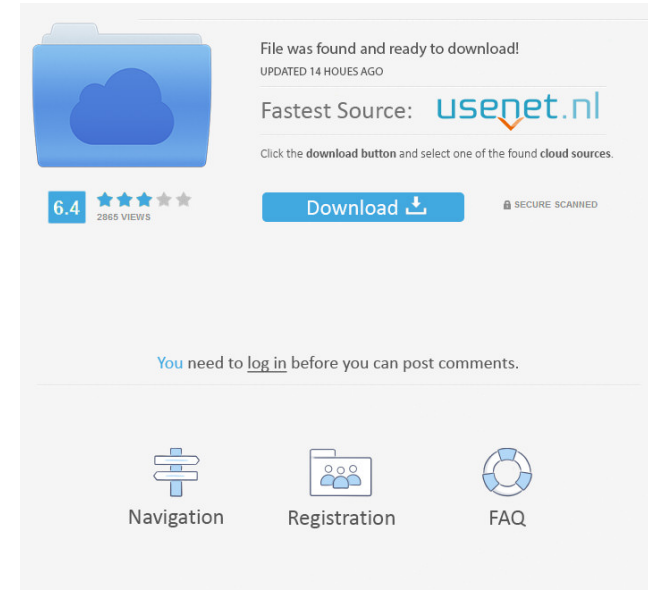 File was found and ready to download!
UPDATED 14 HOUES AGO
Fastest Source: usenet.nl
Click the download button and select one of the found cloud sources.
6.4
2865 VIEWS
Download
SECURE SCANNED
You need to log in before you can post comments.
Navigation
Registration
FAQ